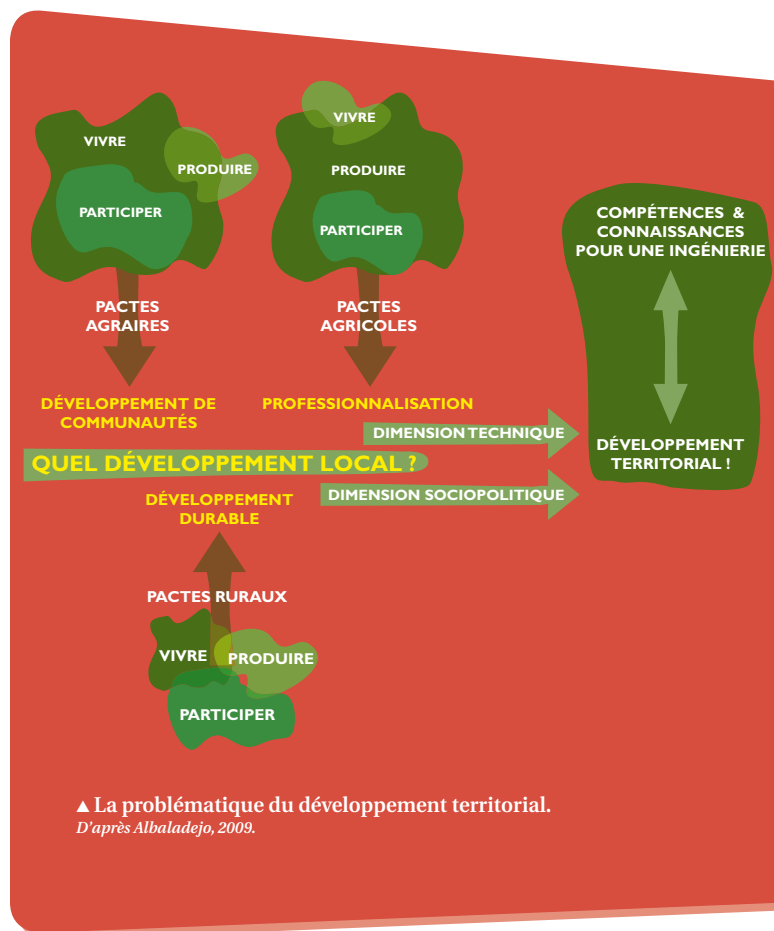 VIVRE
PRODUIRE
PARTICIPER
PACTES
AGRAIRES
DÉVELOPPEMENT DE
COMMUNAUTÉS
VIVRE
PRODUIRE
PARTICIPER
PACTES
AGRICOLES
PROFESSIONNALISATION
DIMENSION TECHNIQUE
QUEL DÉVELOPPEMENT LOCAL ?
DIMENSION SOCIOPOLITIQUE
DÉVELOPPEMENT
DURABLE
PACTES RURAUX
VIVRE
PRODUIRE
PARTICIPER
COMPÉTENCES &
CONNAISSANCES
POUR UNE INGÉNIERIE
DÉVELOPPEMENT
TERRITORIAL !
▲ La problématique du développement territorial.
D'après Albaladejo, 2009.